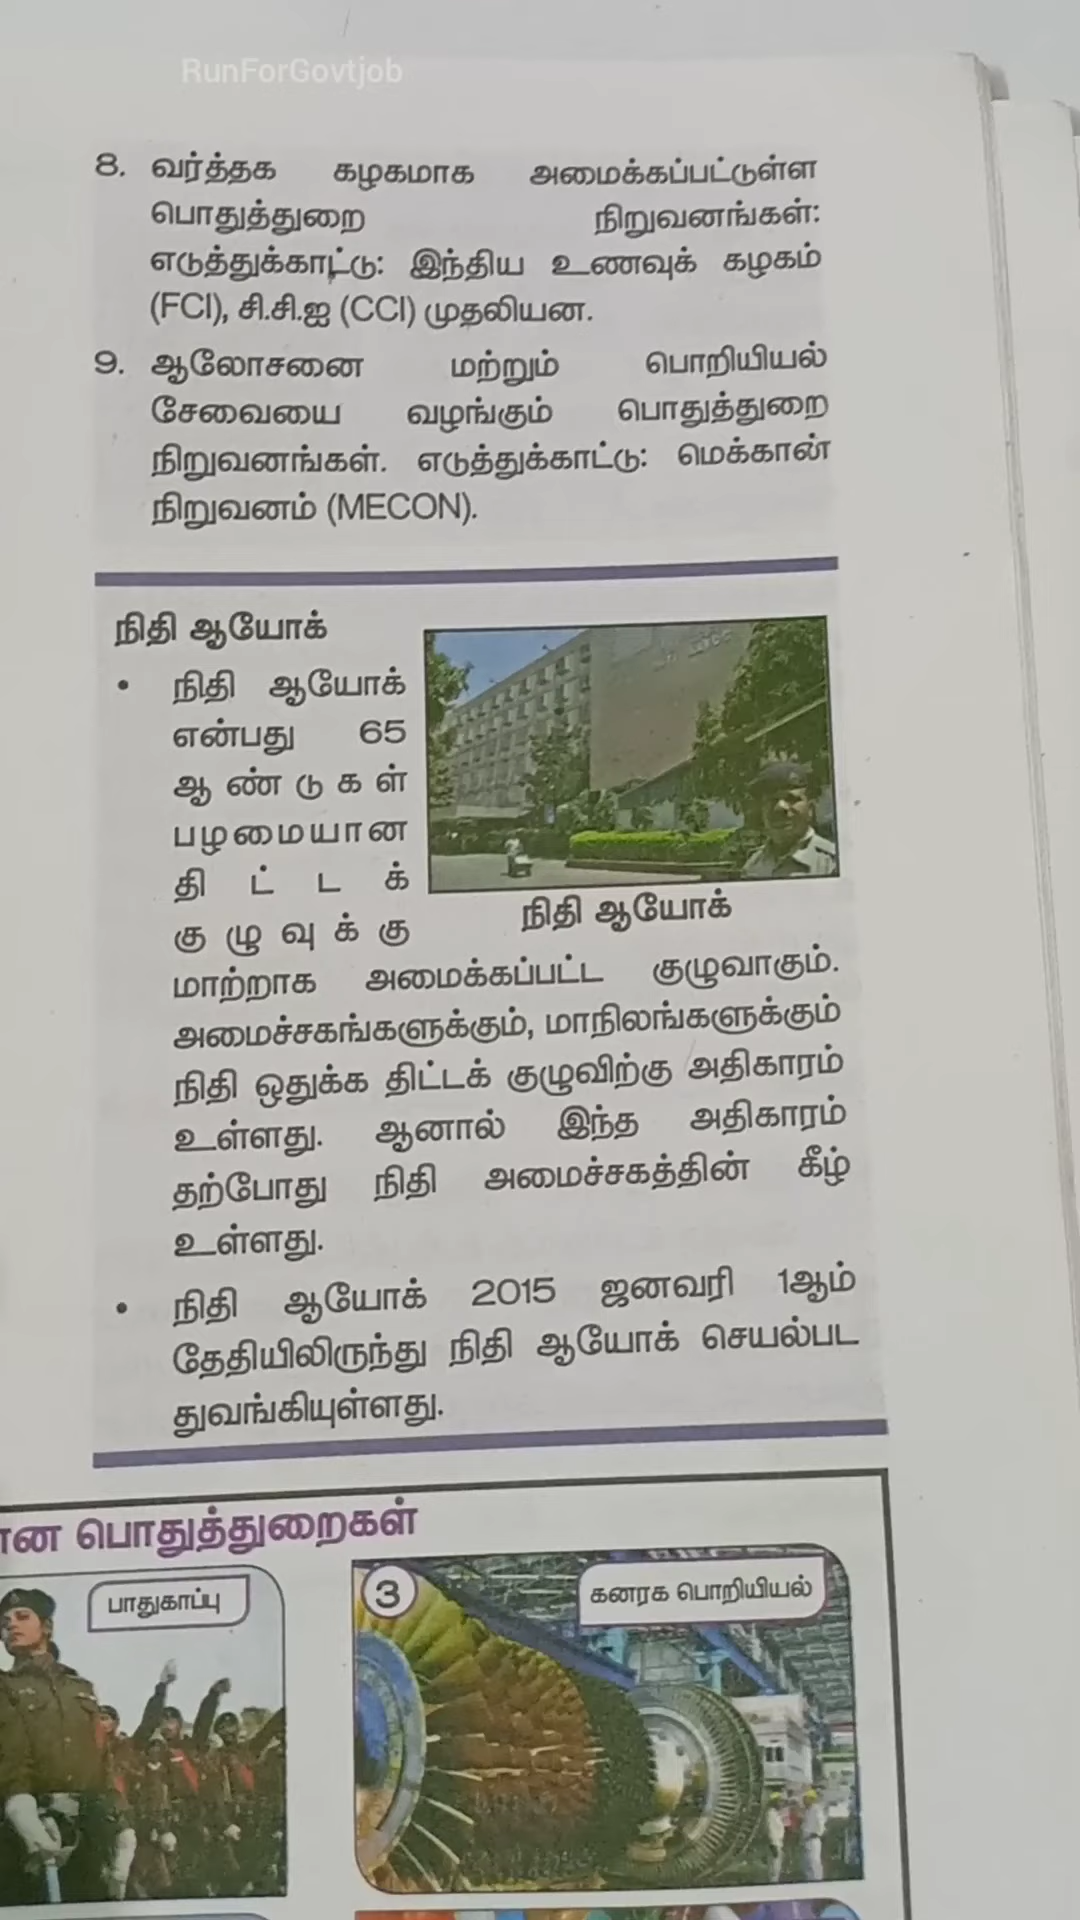 RunForGovtjob
8. வர்த்தக கழகமாக அமைக்கப்பட்டுள்ள
பொதுத்துறை நிறுவனங்கள்:
எடுத்துக்காட்டு: இந்திய உணவுக் கழகம்
(FCI), சி.சி.ஐ (CCI) முதலியன.
9. ஆலோசனை மற்றும் பொறியியல்
சேவையை வழங்கும் பொதுத்துறை
நிறுவனங்கள். எடுத்துக்காட்டு: மெக்கான்
நிறுவனம் (MECON).
நிதி ஆயோக்
• நிதி ஆயோக்
என்பது 65
ஆண்டுகள்
பழமையான
திட்டக்
குழுவுக்கு
நிதி ஆயோக்
மாற்றாக அமைக்கப்பட்ட குழுவாகும்.
அமைச்சகங்களுக்கும், மாநிலங்களுக்கும்
நிதி ஒதுக்க திட்டக் குழுவிற்கு அதிகாரம்
உள்ளது. ஆனால் இந்த அதிகாரம்
தற்போது நிதி அமைச்சகத்தின் கீழ்
உள்ளது.
• நிதி ஆயோக் 2015 ஜனவரி 1ஆம்
தேதியிலிருந்து நிதி ஆயோக் செயல்பட
துவங்கியுள்ளது.
பொதுத்துறைகள்
பாதுகாப்பு
3
கனரக பொறியியல்